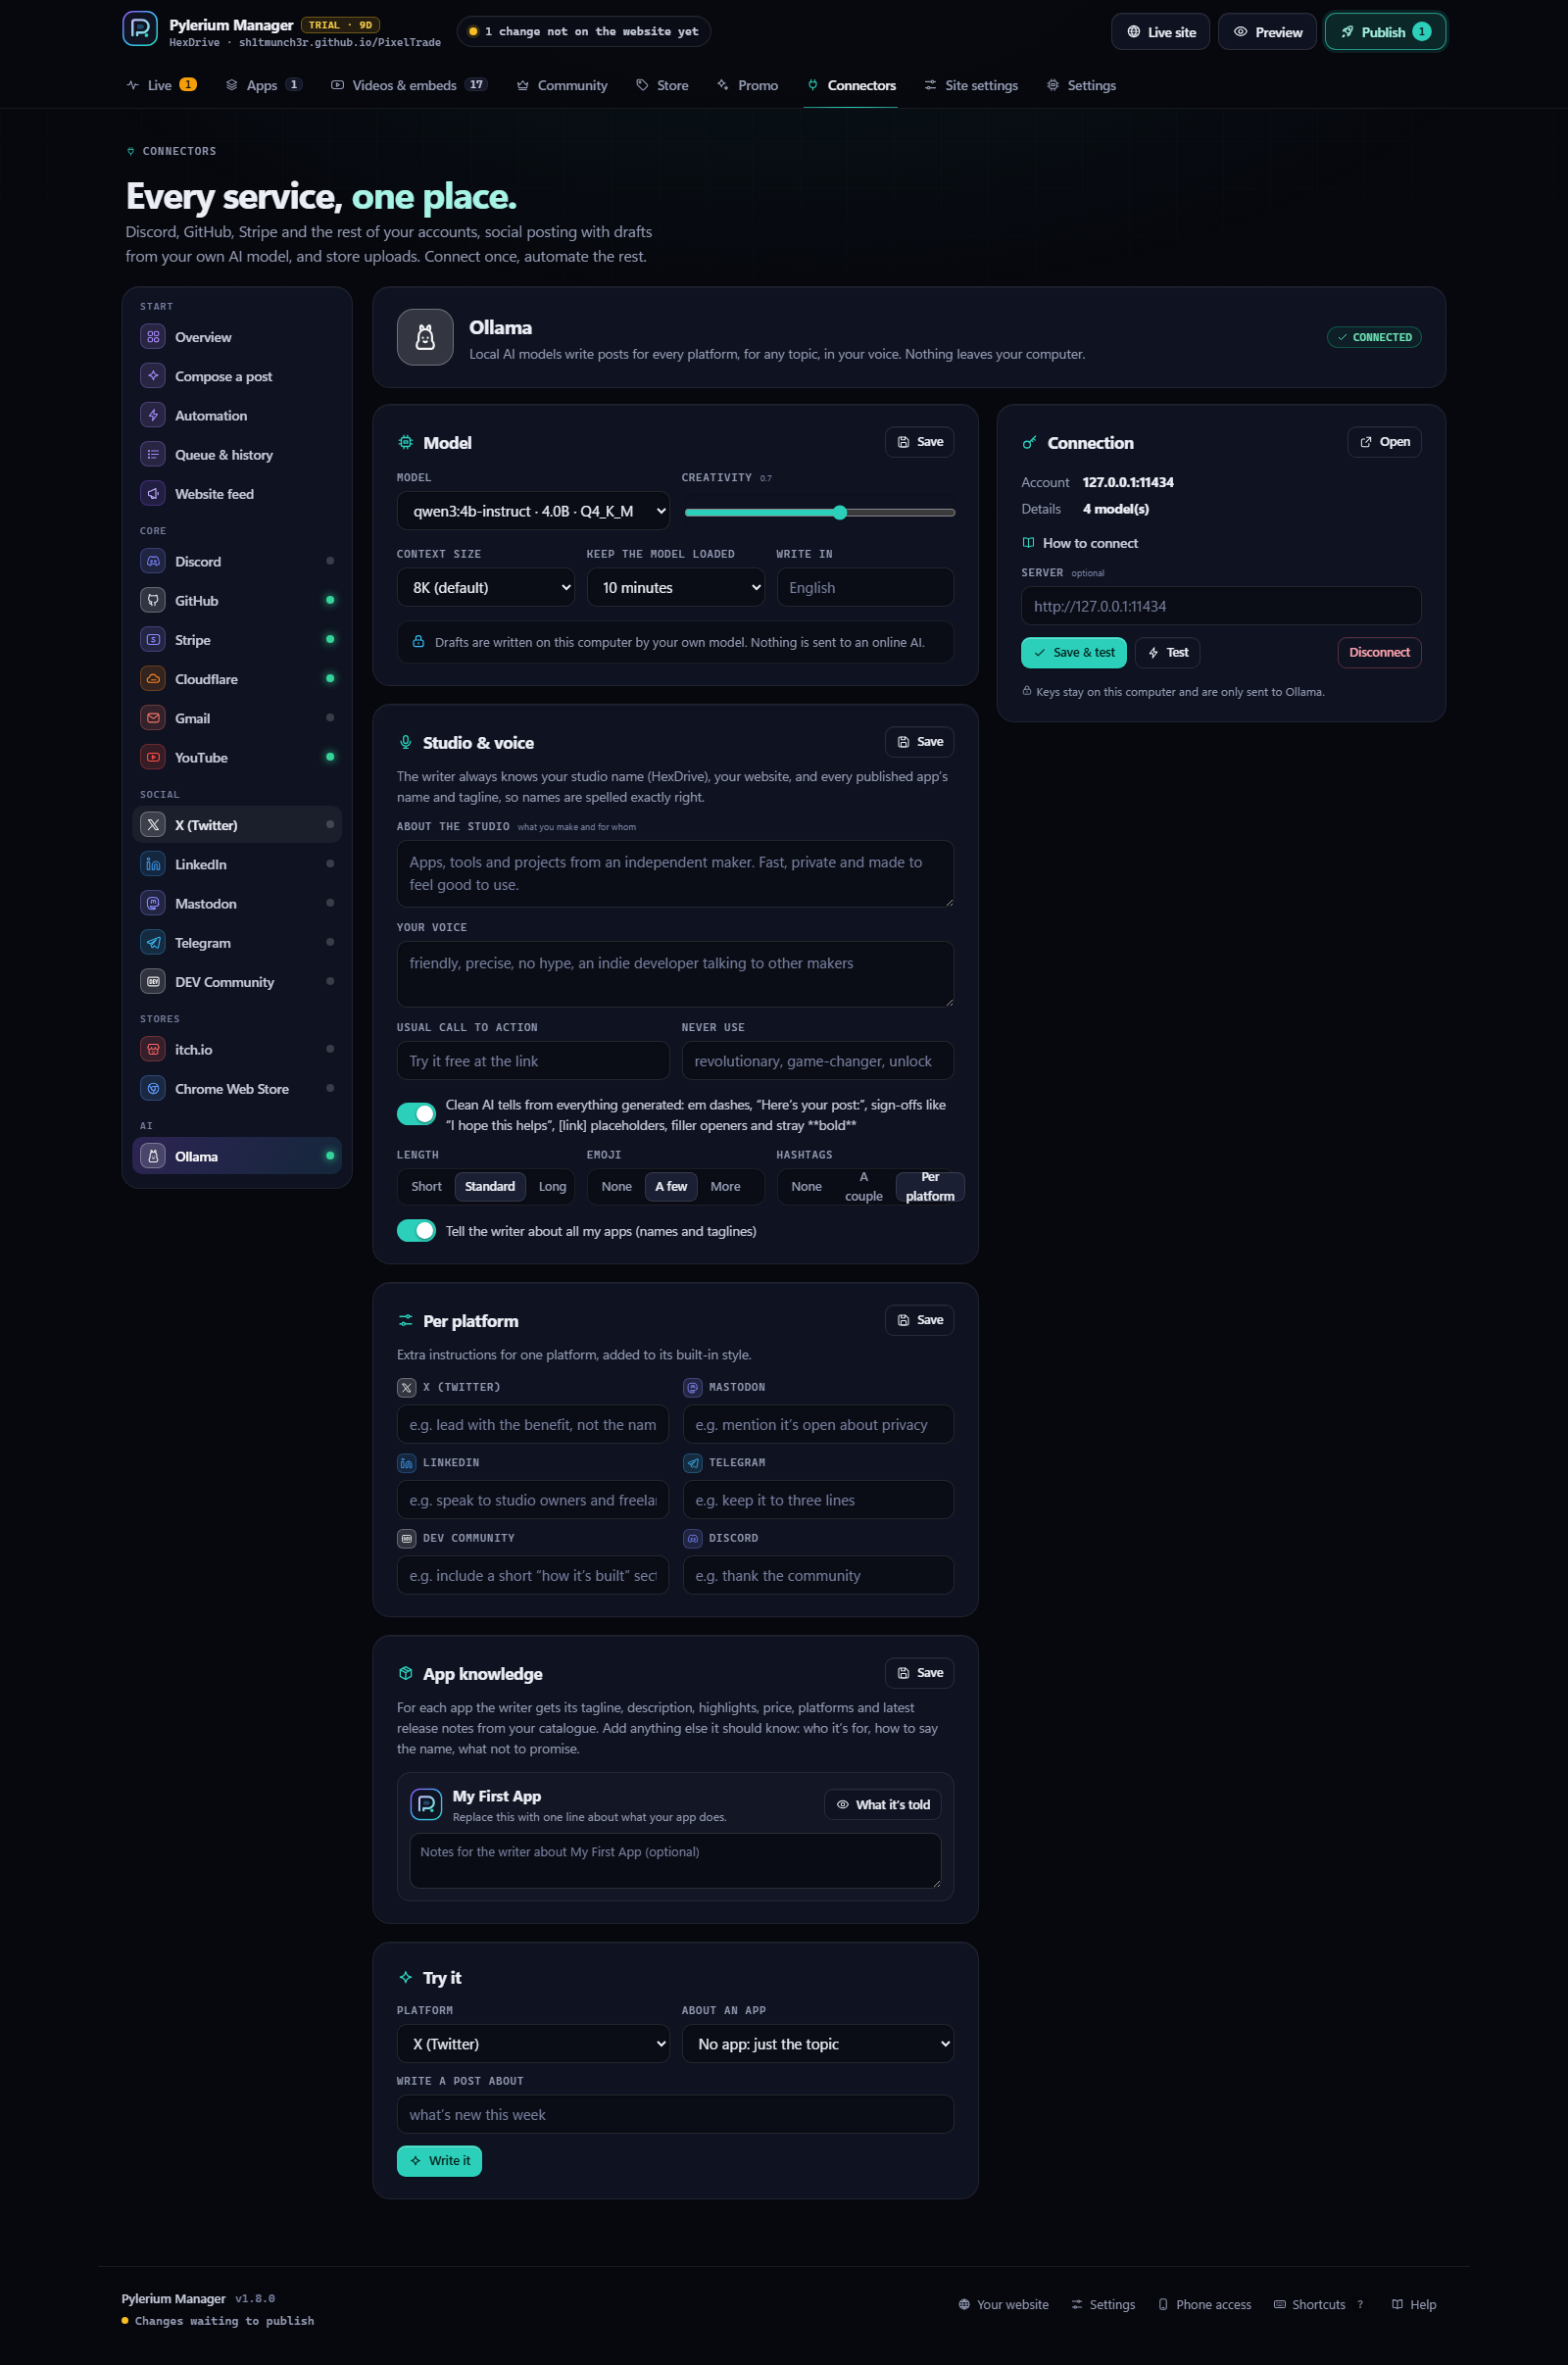 Pylerium Manager TRIAL · 9D
HexDrive · sh1tmunch3r.github.io/PixelTrade
1 change not on the website yet
Live site
Preview
Publish 1
Live 1
Apps 1
Videos & embeds 17
Community
Store
Promo
Connectors
Site settings
Settings
CONNECTORS
Every service, one place.
Discord, GitHub, Stripe and the rest of your accounts, social posting with drafts
from your own AI model, and store uploads. Connect once, automate the rest.
START
Overview
Compose a post
Automation
Queue & history
Website feed
CORE
Discord
GitHub
Stripe
Cloudflare
Gmail
YouTube
SOCIAL
X (Twitter)
LinkedIn
Mastodon
Telegram
DEV Community
STORES
itch.io
Chrome Web Store
AI
Ollama
Ollama
Local AI models write posts for every platform, for any topic, in your voice. Nothing leaves your computer.
CONNECTED
Model
Save
MODEL
CREATIVITY 0.7
qwen3:4b-instruct · 4.0B · Q4_K_M
CONTEXT SIZE
KEEP THE MODEL LOADED
WRITE IN
8K (default)
10 minutes
English
Drafts are written on this computer by your own model. Nothing is sent to an online AI.
Connection
Open
Account 127.0.0.1:11434
Details 4 model(s)
How to connect
SERVER optional
http://127.0.0.1:11434
Save & test
Test
Disconnect
Keys stay on this computer and are only sent to Ollama.
Studio & voice
Save
The writer always knows your studio name (HexDrive), your website, and every published app's
name and tagline, so names are spelled exactly right.
ABOUT THE STUDIO what you make and for whom
Apps, tools and projects from an independent maker. Fast, private and made to
feel good to use.
YOUR VOICE
friendly, precise, no hype, an indie developer talking to other makers
USUAL CALL TO ACTION
NEVER USE
Try it free at the link
revolutionary, game-changer, unlock
Clean AI tells from everything generated: em dashes, “Here’s your post:”, sign-offs like
“I hope this helps”, [link] placeholders, filler openers and stray **bold**
LENGTH
EMOJI
HASHTAGS
Short Standard Long
None A few More
None A couple Per platform
Tell the writer about all my apps (names and taglines)
Per platform
Save
Extra instructions for one platform, added to its built-in style.
X (TWITTER)
MASTODON
e.g. lead with the benefit, not the nam
e.g. mention it’s open about privacy
LINKEDIN
TELEGRAM
e.g. speak to studio owners and freela
e.g. keep it to three lines
DEV COMMUNITY
DISCORD
e.g. include a short “how it’s built” sect
e.g. thank the community
App knowledge
Save
For each app the writer gets its tagline, description, highlights, price, platforms and latest
release notes from your catalogue. Add anything else it should know: who it’s for, how to say
the name, what not to promise.
My First App
Replace this with one line about what your app does.
What it’s told
Notes for the writer about My First App (optional)
Try it
PLATFORM
ABOUT AN APP
X (Twitter)
No app: just the topic
WRITE A POST ABOUT
what’s new this week
Write it
Pylerium Manager v1.8.0
Changes waiting to publish
Your website
Settings
Phone access
Shortcuts ?
Help